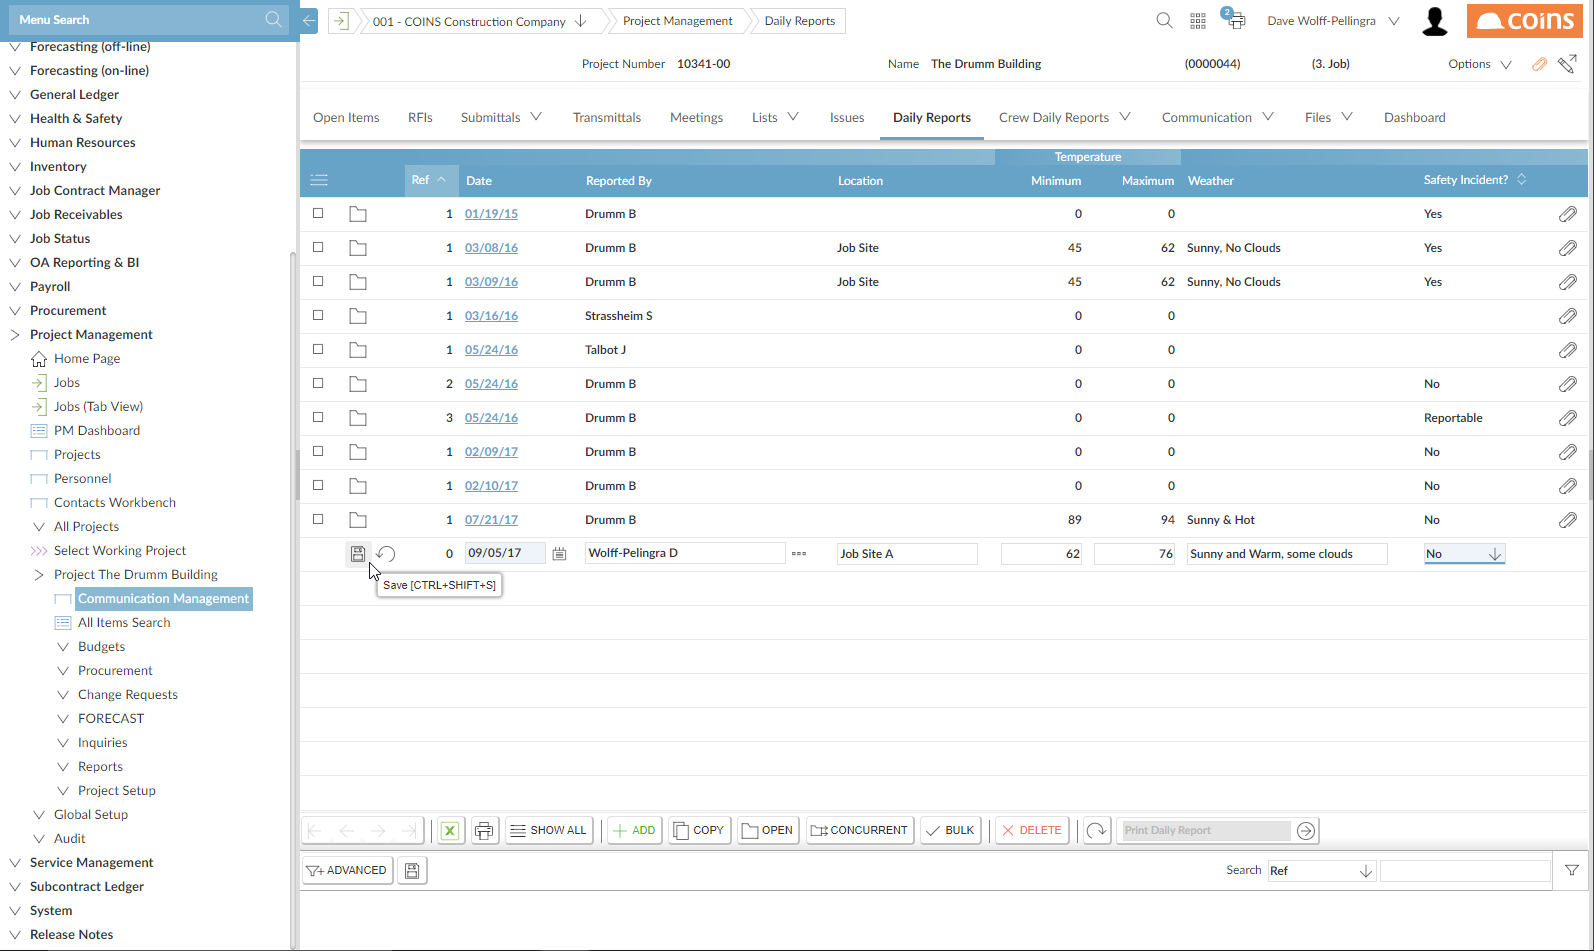 Menu Search
Forecasting (off-line)
Forecasting (on-line)
General Ledger
Health & Safety
Human Resources
Inventory
Job Contract Manager
Job Receivables
Job Status
OA Reporting & BI
Payroll
Procurement
Project Management
Home Page
Jobs
Jobs (Tab View)
PM Dashboard
Projects
Personnel
Contacts Workbench
All Projects
Select Working Project
Project The Drumm Building
Communication Management
All Items Search
Budgets
Procurement
Change Requests
FORECAST
Inquiries
Reports
Project Setup
Global Setup
Audit
Service Management
Subcontract Ledger
System
Release Notes
001 - COINS Construction Company Project Management Daily Reports
2 Dave Wolff-Pellingra coins
Project Number 10341-00 Name The Drumm Building (0000044) (3. Job) Options
Open Items RFIs Submittals Transmittals Meetings Lists Issues Daily Reports Crew Daily Reports Communication Files Dashboard
Temperature
Ref Date Reported By Location Minimum Maximum Weather Safety Incident?
1 01/19/15 Drumm B 0 0 Yes
1 03/08/16 Drumm B Job Site 45 62 Sunny, No Clouds Yes
1 03/09/16 Drumm B Job Site 45 62 Sunny, No Clouds Yes
1 03/16/16 Strassheim S 0 0
1 05/24/16 Talbot J 0 0
2 05/24/16 Drumm B 0 0 No
3 05/24/16 Drumm B 0 0 Reportable
1 02/09/17 Drumm B 0 0 No
1 02/10/17 Drumm B 0 0 No
1 07/21/17 Drumm B 89 94 Sunny & Hot No
0 09/05/17 Wolff-Pelingra D Job Site A 62 76 Sunny and Warm, some clouds No
Save [CTRL+SHIFT+S]
SHOW ALL ADD COPY OPEN CONCURRENT BULK DELETE Print Daily Report
ADVANCED Search Ref